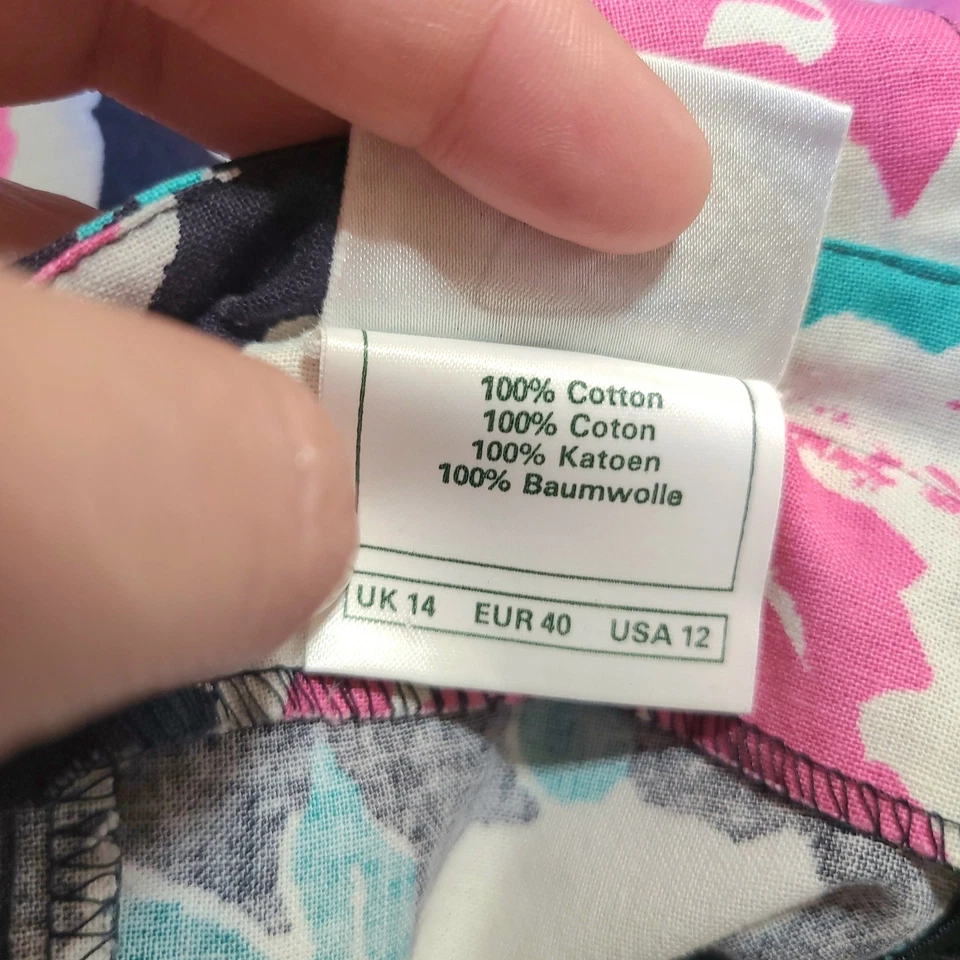 100% Cotton
100% Coton
100% Katoen
100% Baumwolle
UK 14 EUR 40 USA 12